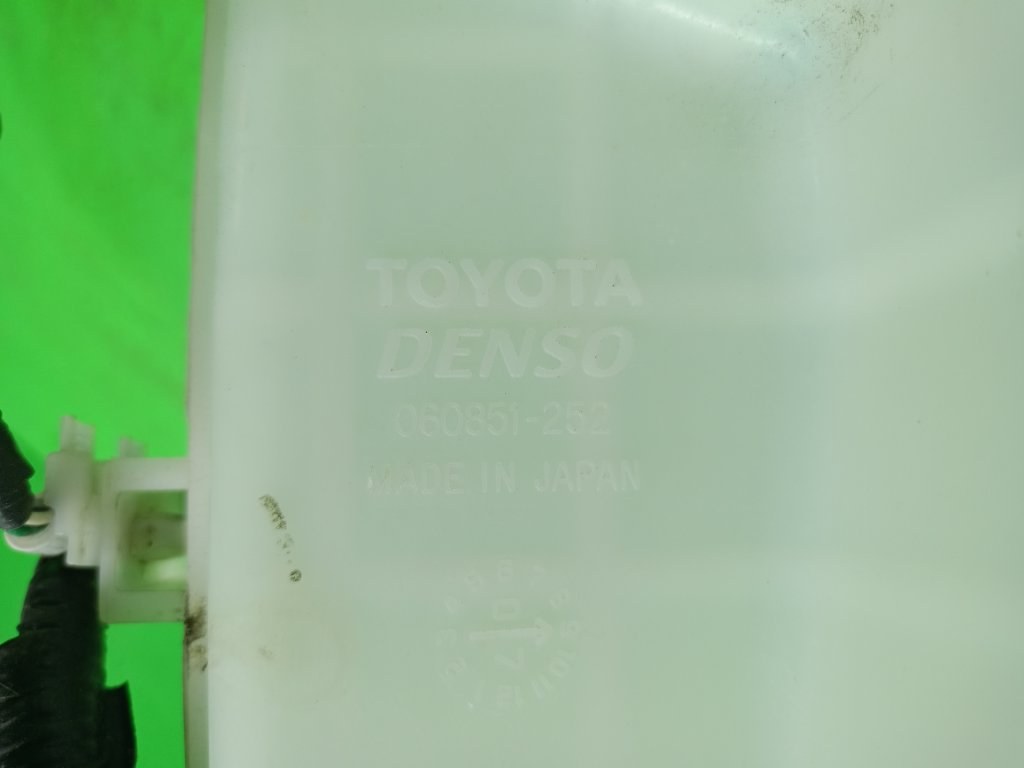 TOYOTA
DENSO
060851-252
MADE IN JAPAN